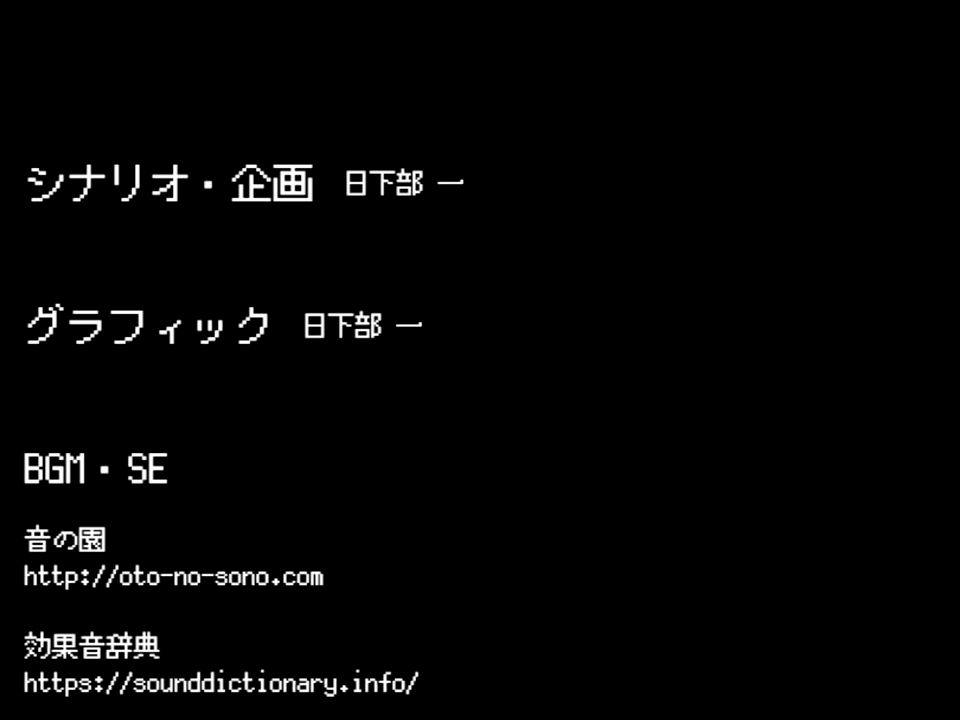 シナリオ・企画 日下部 一
グラフィック 日下部 一
BGM・SE
音の園
http://oto-no-sono.com
効果音辞典
https://sounddictionary.info/